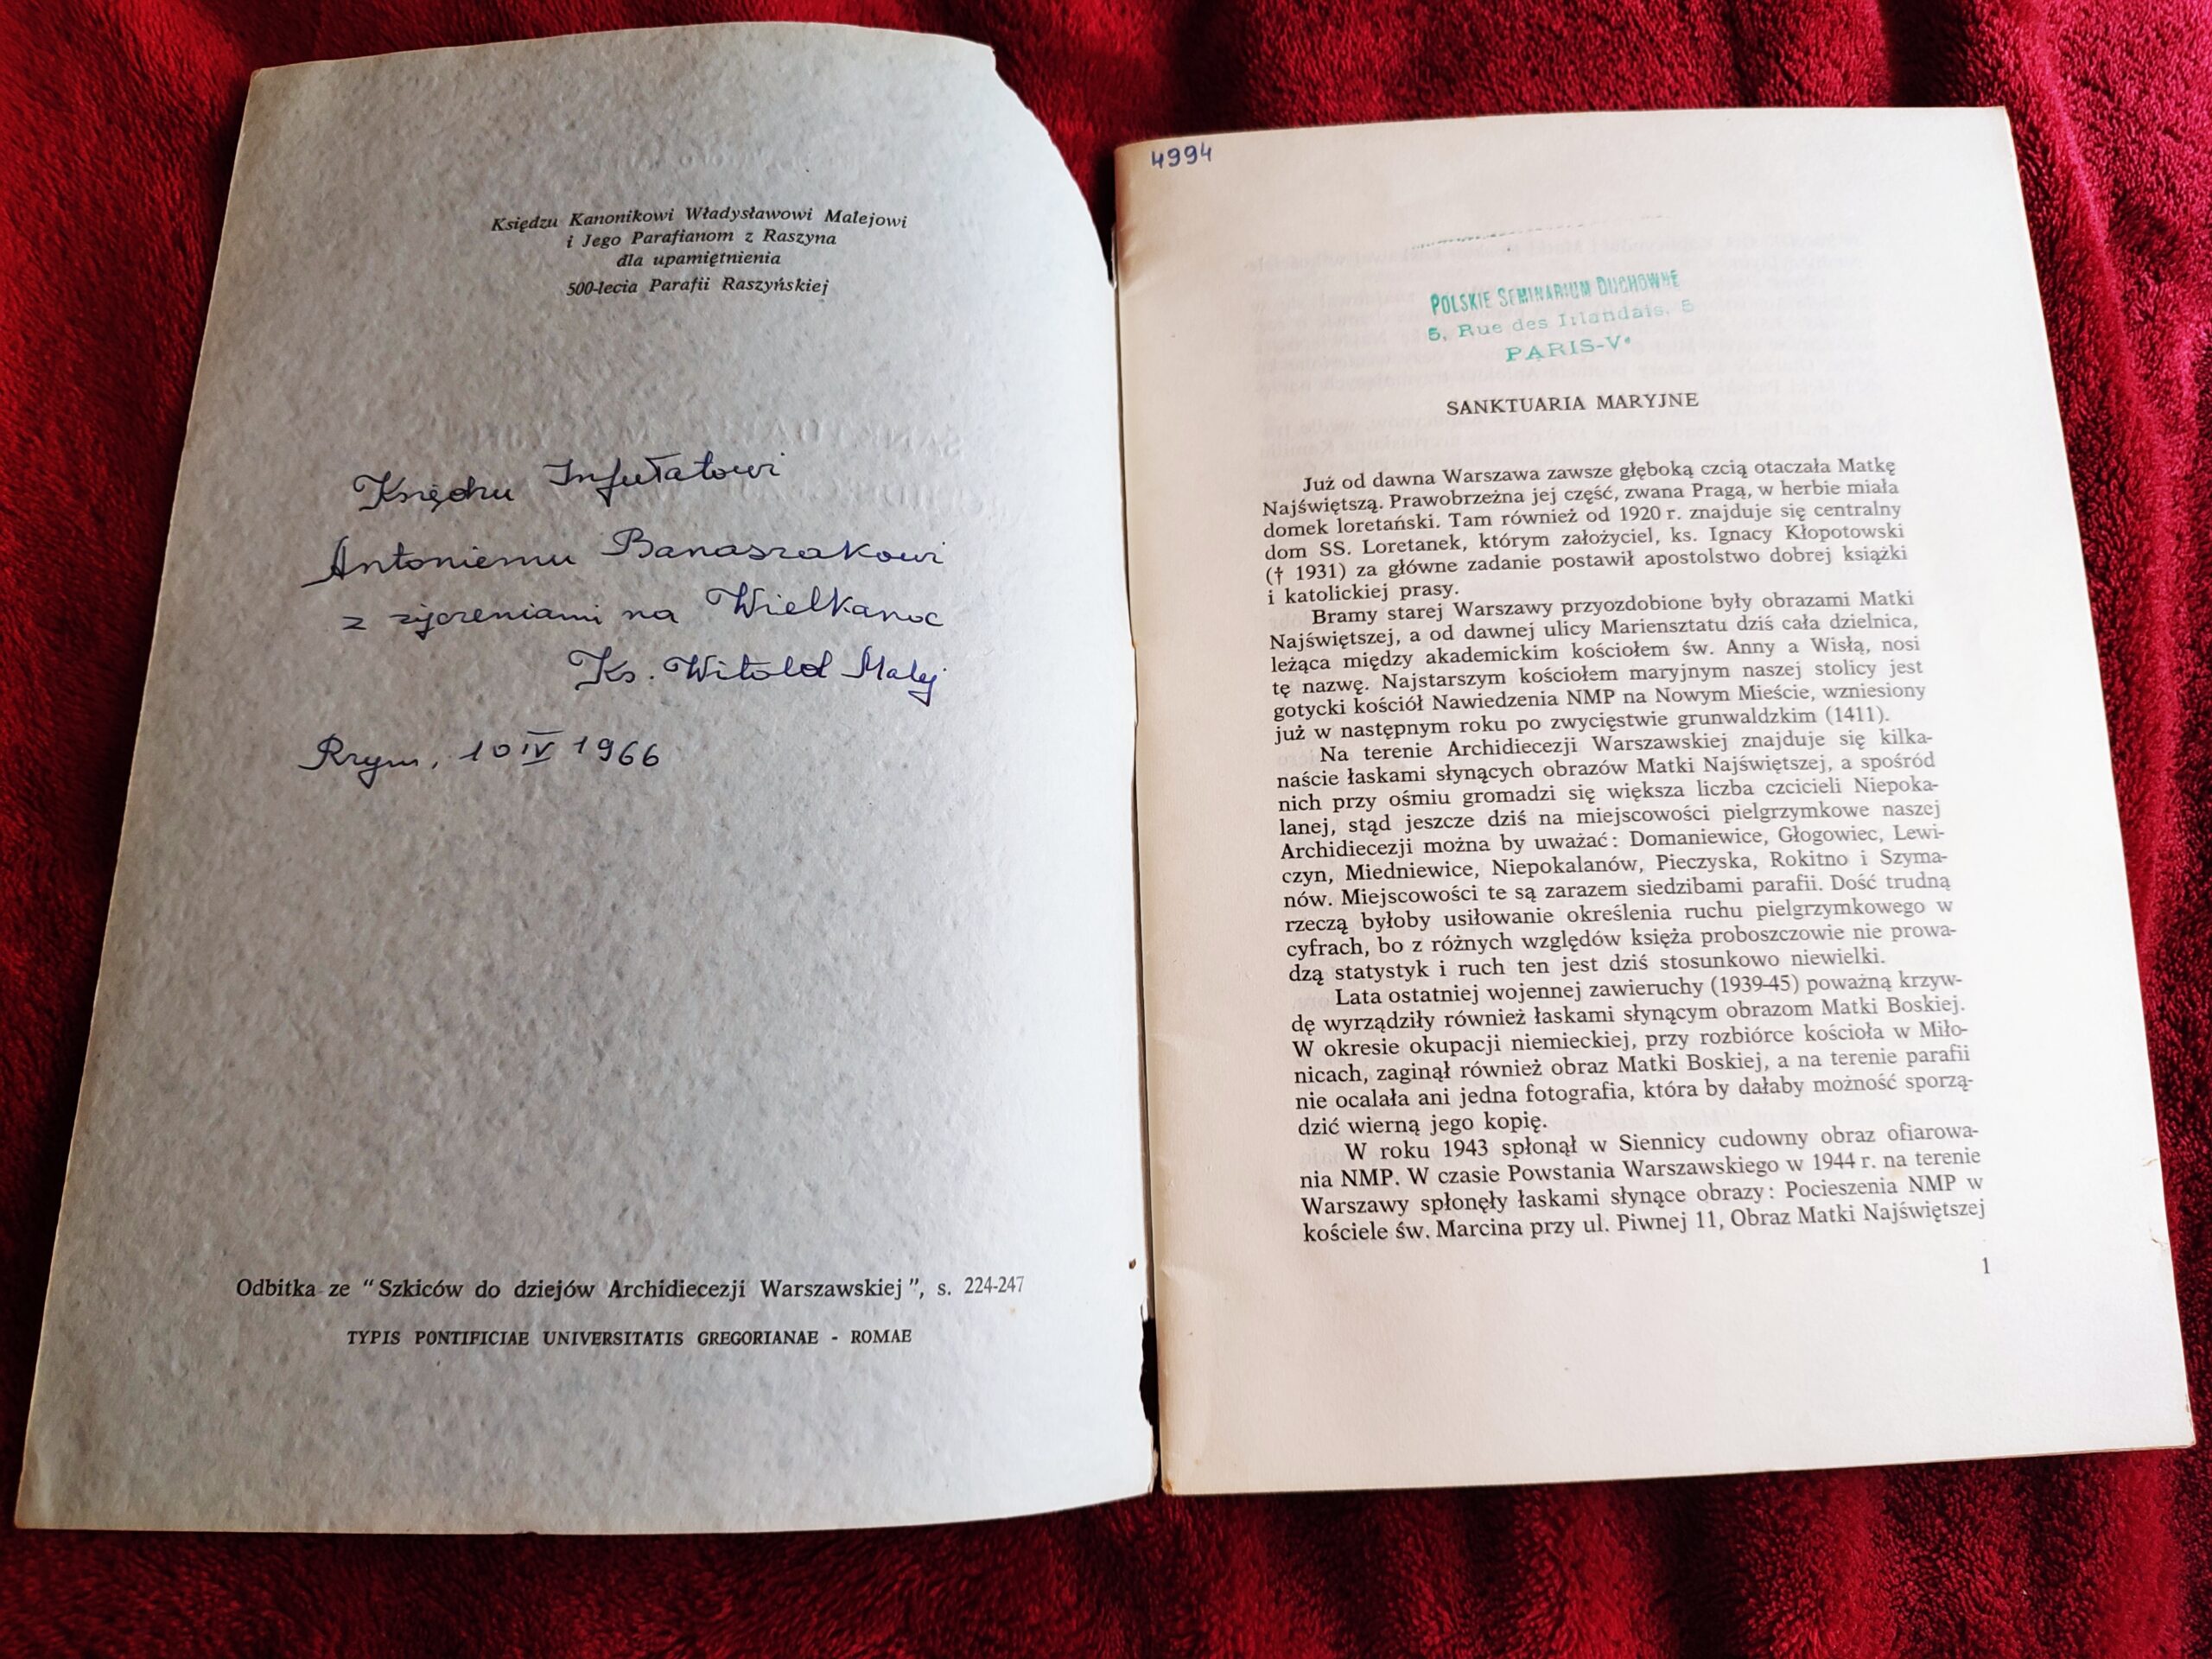 Księdzu Kanonikowi Władysławowi Malejowi
i Jego Parafianom z Raszyna
dla upamiętnienia
500-lecia Parafii Raszyńskiej
Księdzu Infułatowi
Antoniemu Banaszakowi
z życzeniami na Wielkanoc
Ks. Witold Malej
Rzym, 10 IV 1966
Odbitka ze "Szkiców do dziejów Archidiecezji Warszawskiej", s. 224-247
TYPIS PONTIFICIAE UNIVERSITATIS GREGORIANAE - ROMAE
4994
POLSKIE SEMINARIUM DUCHOWNE
5, Rue des Irlandais, 5
PARIS-Ve
SANKTUARIA MARYJNE
Już od dawna Warszawa zawsze głęboką czcią otaczała Matkę
Najświętszą. Prawobrzeżna jej część, zwana Pragą, w herbie miała
domek loretański. Tam również od 1920 r. znajduje się centralny
dom SS. Loretanek, którym założyciel, ks. Ignacy Kłopotowski
(† 1931) za główne zadanie postawił apostolstwo dobrej książki
i katolickiej prasy.
Bramy starej Warszawy przyozdobione były obrazami Matki
Najświętszej, a od dawnej ulicy Mariensztatu dziś cała dzielnica,
leżąca między akademickim kościołem św. Anny a Wisłą, nosi
tę nazwę. Najstarszym kościołem maryjnym naszej stolicy jest
gotycki kościół Nawiedzenia NMP na Nowym Mieście, wzniesiony
już w następnym roku po zwycięstwie grunwaldzkim (1411).
Na terenie Archidiecezji Warszawskiej znajduje się kilka-
naście łaskami słynących obrazów Matki Najświętszej, a spośród
nich przy ośmiu gromadzi się większa liczba czcicieli Niepoka-
lanej, stąd jeszcze dziś na miejscowości pielgrzymkowe naszej
Archidiecezji można by uważać: Domaniewice, Głogowiec, Lewi-
czyn, Miedniewice, Niepokalanów, Pieczyska, Rokitno i Szyma-
nów. Miejscowości te są zarazem siedzibami parafii. Dość trudną
rzeczą byłoby usiłowanie określenia ruchu pielgrzymkowego w
cyfrach, bo z różnych względów księża proboszczowie nie prowa-
dzą statystyk i ruch ten jest dziś stosunkowo niewielki.
Lata ostatniej wojennej zawieruchy (1939-45) poważną krzyw-
dę wyrządziły również łaskami słynącym obrazom Matki Boskiej.
W okresie okupacji niemieckiej, przy rozbiórce kościoła w Miło-
nicach, zaginął również obraz Matki Boskiej, a na terenie parafii
nie ocalała ani jedna fotografia, która by dałaby możność sporzą-
dzić wierną jego kopię.
W roku 1943 spłonął w Siennicy cudowny obraz ofiarowa-
nia NMP. W czasie Powstania Warszawskiego w 1944 r. na terenie
Warszawy spłonęły łaskami słynące obrazy: Pocieszenia NMP w
kościele św. Marcina przy ul. Piwnej 11, Obraz Matki Najświętszej
1